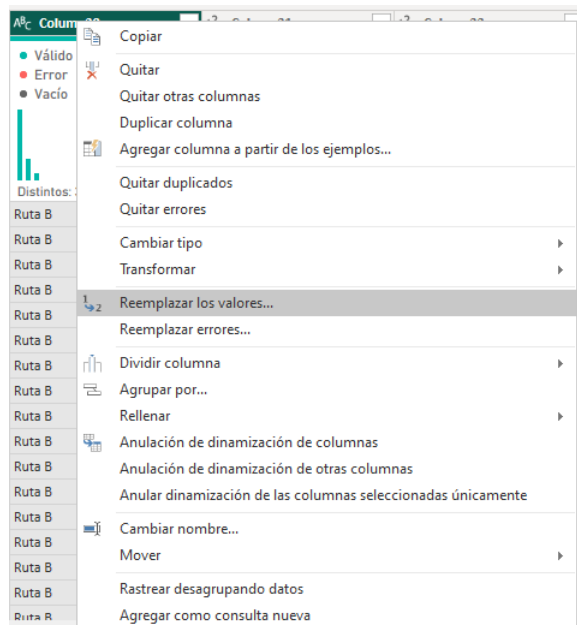 ABC Colum
Copiar
Válido
Error
Vacío
Quitar
Quitar otras columnas
Duplicar columna
Agregar columna a partir de los ejemplos...
Distintos:
Quitar duplicados
Quitar errores
Ruta B
Ruta B
Cambiar tipo
Ruta B
Transformar
Ruta B
1 2 Reemplazar los valores...
Ruta B
Reemplazar errores...
Ruta B
Dividir columna
Ruta B
Agrupar por...
Ruta B
Rellenar
Ruta B
Anulación de dinamización de columnas
Ruta B
Anulación de dinamización de otras columnas
Ruta B
Anular dinamización de las columnas seleccionadas únicamente
Ruta B
Cambiar nombre...
Ruta B
Mover
Ruta B
Ruta B
Rastrear desagrupando datos
Ruta B
Agregar como consulta nueva
Ruta B